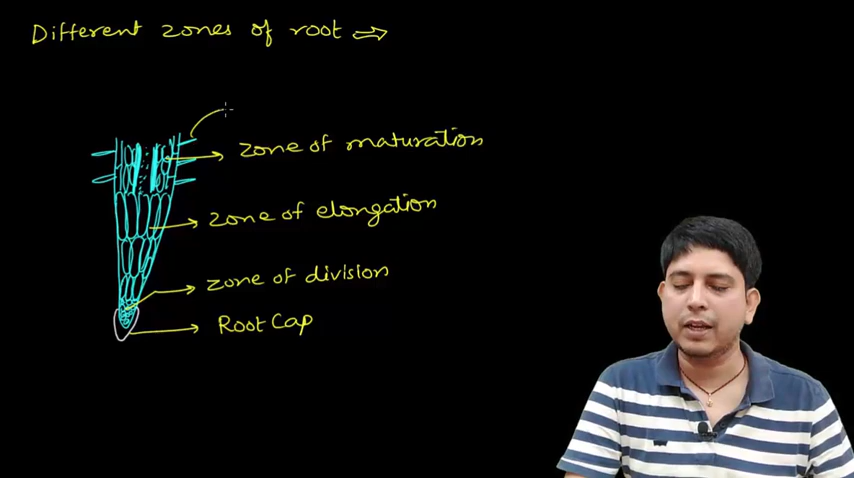 Different zones of root ⇒
zone of maturation
zone of elongation
zone of division
Root Cap